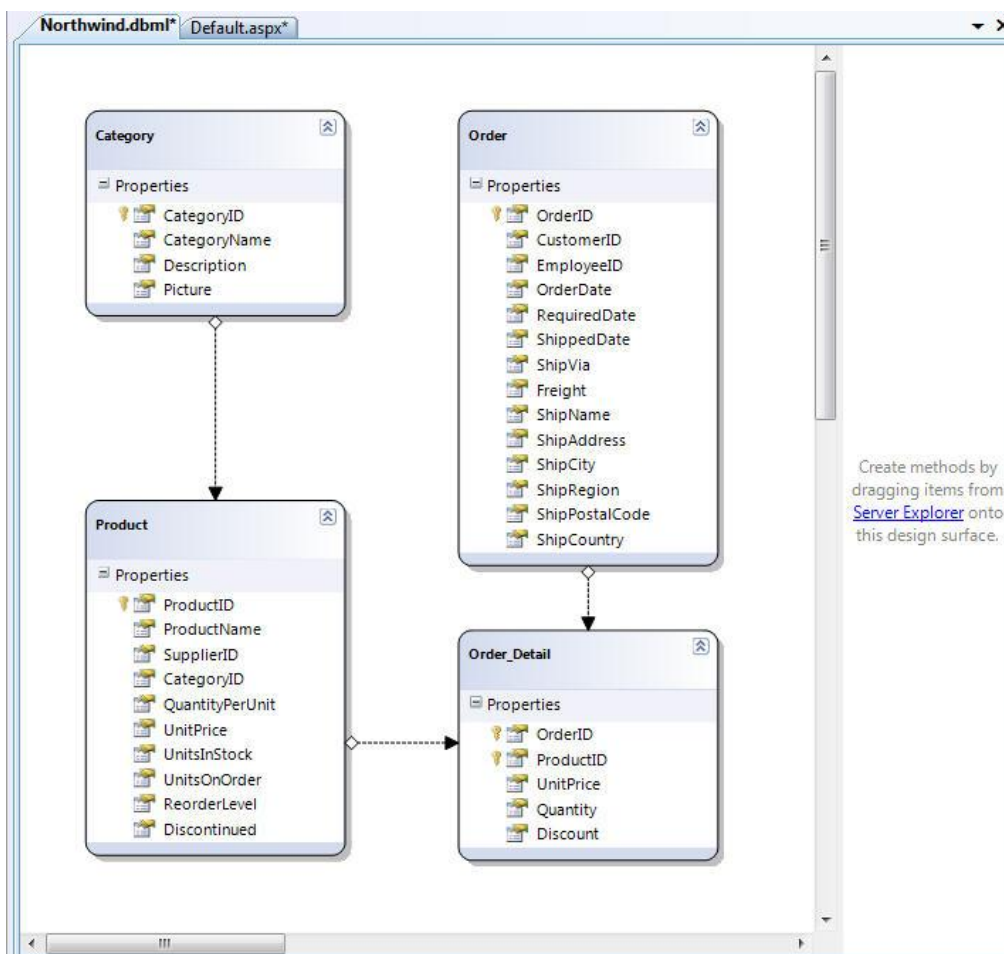 Northwind.dbml* Default.aspx*
Category
Properties
CategoryID
CategoryName
Description
Picture
Order
Properties
OrderID
CustomerID
EmployeeID
OrderDate
RequiredDate
ShippedDate
ShipVia
Freight
ShipName
ShipAddress
ShipCity
ShipRegion
ShipPostalCode
ShipCountry
Product
Properties
ProductID
ProductName
SupplierID
CategoryID
QuantityPerUnit
UnitPrice
UnitsInStock
UnitsOnOrder
ReorderLevel
Discontinued
Order_Detail
Properties
OrderID
ProductID
UnitPrice
Quantity
Discount
Create methods by
dragging items from
Server Explorer onto
this design surface.